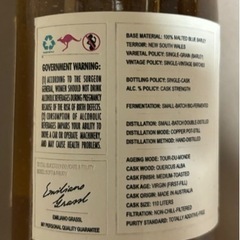 GOVERNMENT WARNING:
(1) ACCORDING TO THE SURGEON
GENERAL, WOMEN SHOULD NOT DRINK
ALCOHOLIC BEVERAGES DURING PREGNANCY
BECAUSE OF THE RISK OF BIRTH DEFECTS.
(2) CONSUMPTION OF ALCOHOLIC
BEVERAGES IMPAIRS YOUR ABILITY TO
DRIVE A CAR OR OPERATE MACHINERY,
AND MAY CAUSE HEALTH PROBLEMS.
Emiliano
Grassl
EMILIANO GRASSL
MY PERSONAL QUALITY GUARANTEE
BASE MATERIAL: 100% MALTED BARLEY
TERROIR: NEW SOUTH WALES
VARIETAL POLICY: SINGLE-GRAIN (BARLEY)
VINTAGE POLICY: SINGLE-VINTAGE BATCHES
BOTTLING POLICY: SINGLE-CASK
ALC. % POLICY: CASK STRENGTH
FERMENTATION: SMALL-BATCH
DISTILLATION: SMALL-BATCH DOUBLE DISTILLED
DISTILLATION MODE: COPPER POT-STILL
DISTILLATION METHOD: HAND-DISTILLED
AGEING MODE: TOUR-DU-MONDE
CASK MODE: QUERCUS ALBA
CASK FINISH: MEDIUM-TOASTED
CASK AGE: VIRGIN (FIRST-FILL)
CASK ORIGIN: MADE IN AUSTRALIA
CASK SIZE: 110 LITERS
FILTRATION: NON-CHILL-FILTERED
PURITY STANDARD: TOTALLY ADDITIVE-FREE